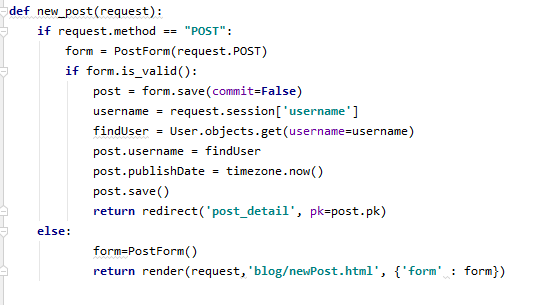 def new_post(request):
    if request.method == "POST":
        form = PostForm(request.POST)
        if form.is_valid():
            post = form.save(commit=False)
            username = request.session['username']
            findUser = User.objects.get(username=username)
            post.username = findUser
            post.publishDate = timezone.now()
            post.save()
            return redirect('post_detail', pk=post.pk)
    else:
            form=PostForm()
            return render(request,'blog/newPost.html', {'form' : form})